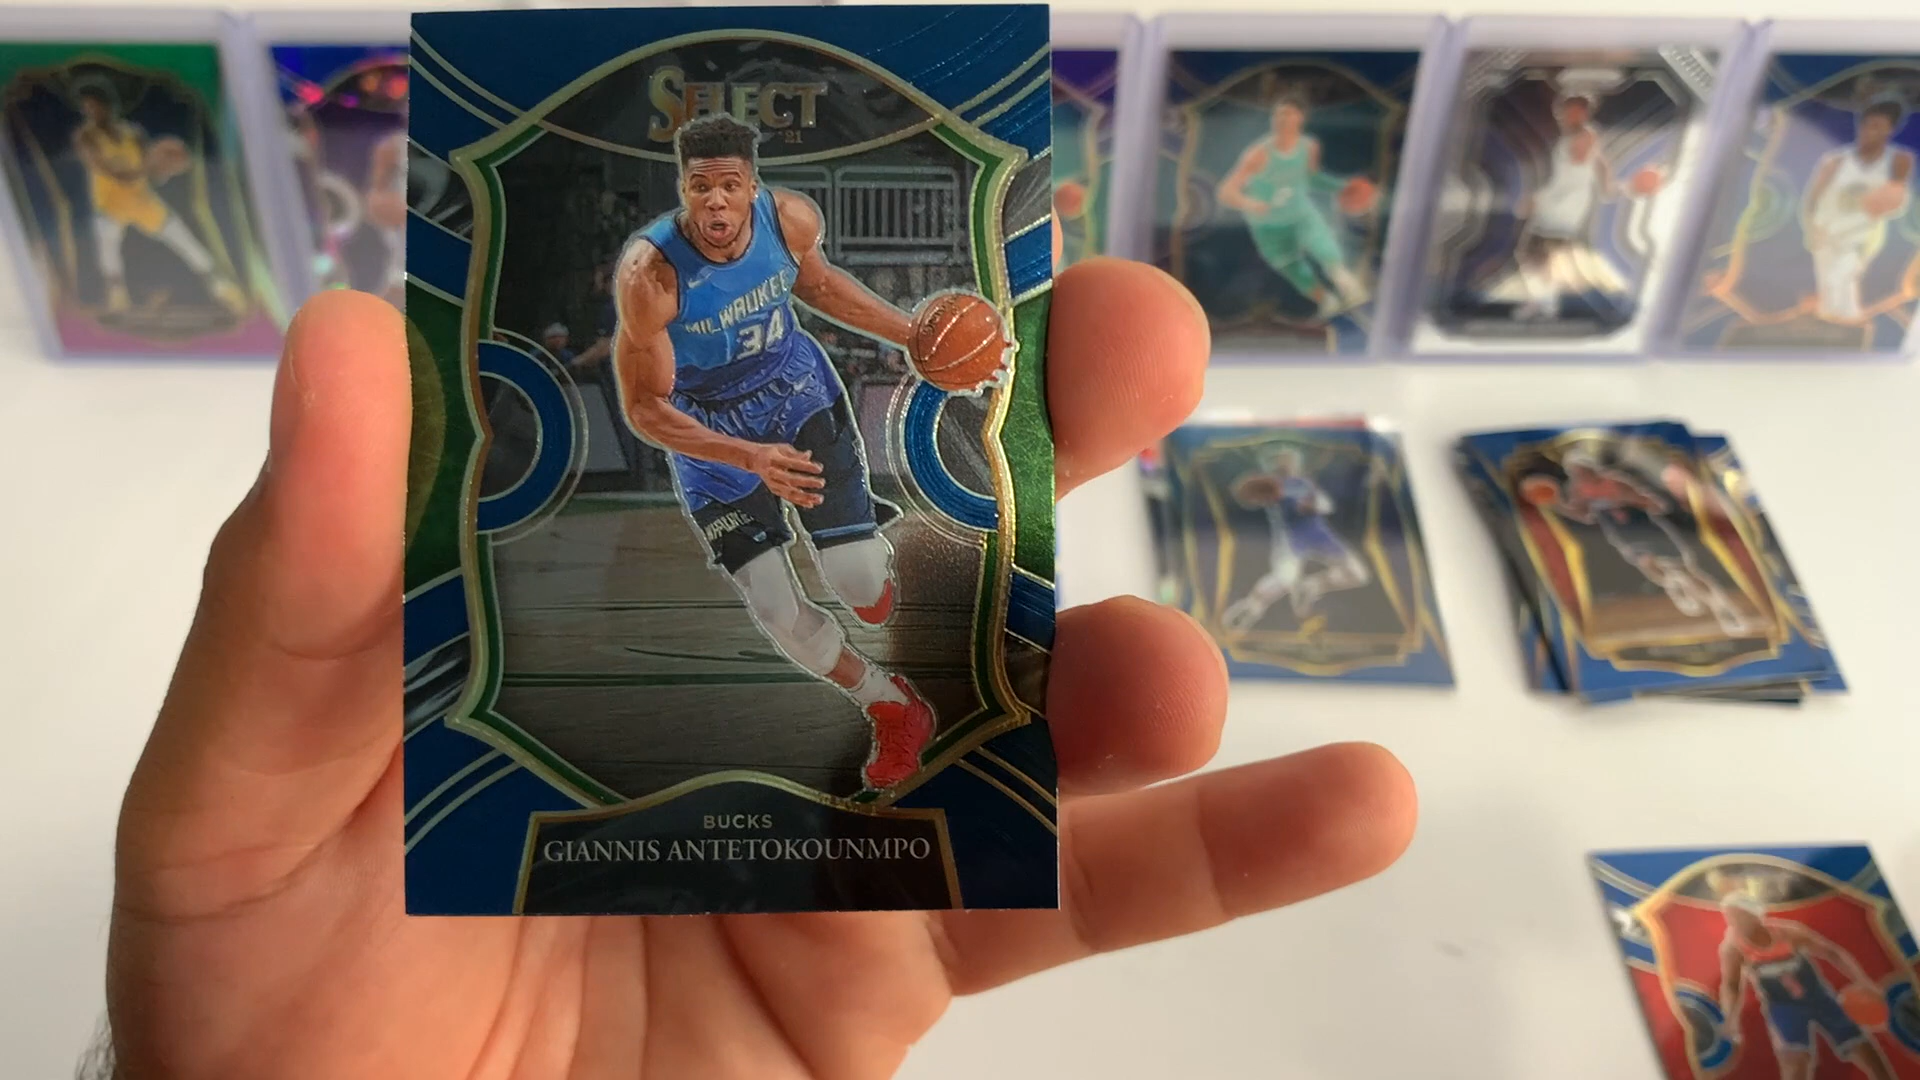 SELECT
'21
MILWAUKEE
34
BUCKS
GIANNIS ANTETOKOUNMPO